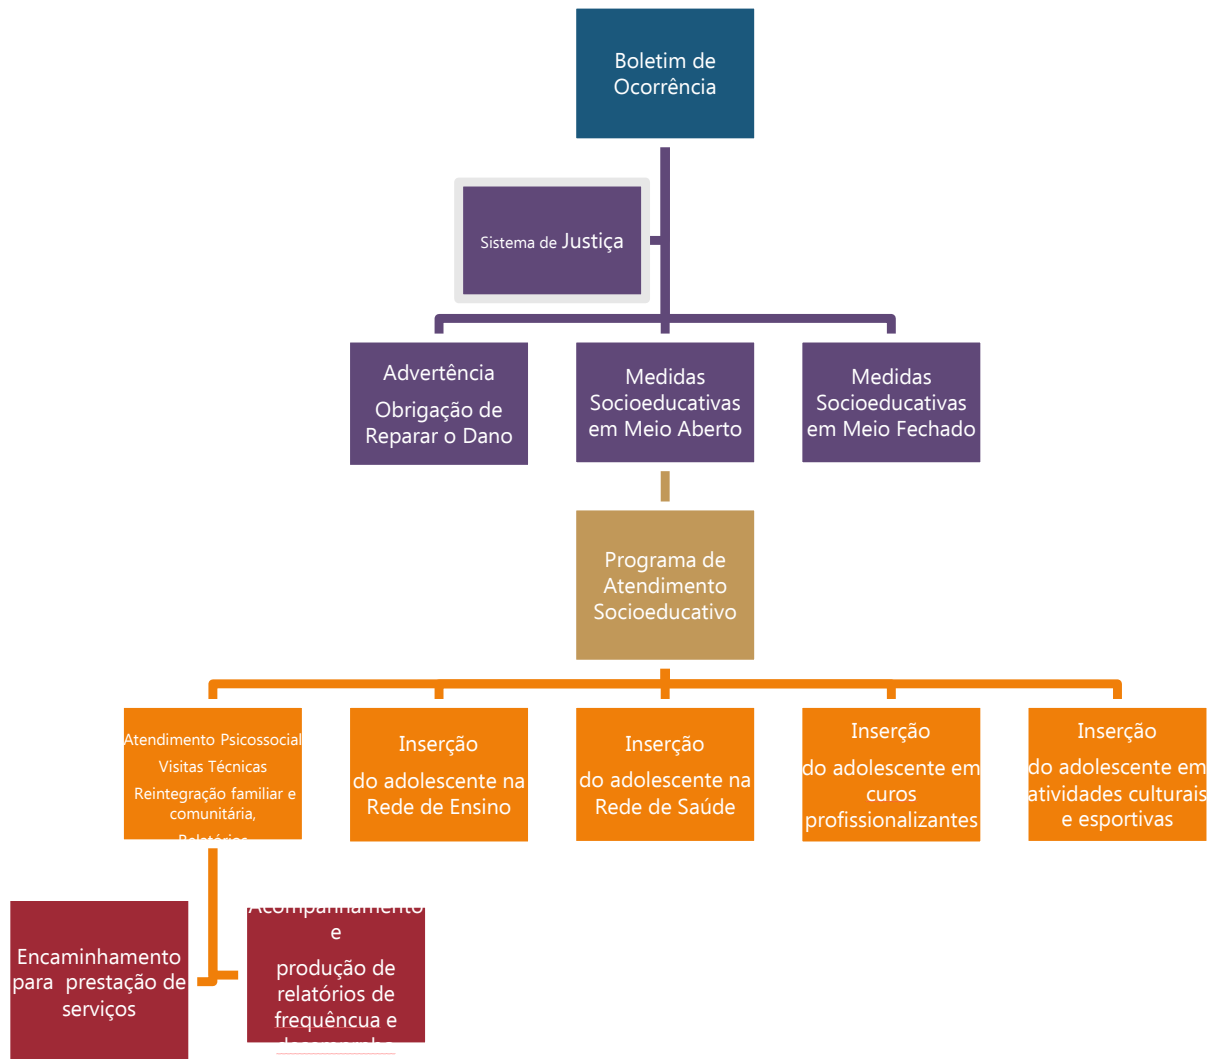 Boletim de
Ocorrência
Sistema de Justiça
Advertência
Obrigação de
Reparar o Dano
Medidas
Socioeducativas
em Meio Aberto
Medidas
Socioeducativas
em Meio Fechado
Programa de
Atendimento
Socioeducativo
Atendimento Psicossocial
Visitas Técnicas
Reintegração familiar e
comunitária,
Relatórios
Inserção
do adolescente na
Rede de Ensino
Inserção
do adolescente na
Rede de Saúde
Inserção
do adolescente em
curos
profissionalizantes
Inserção
do adolescente em
atividades culturais
e esportivas
Encaminhamento
para prestação de
serviços
Acompanhamento
e
produção de
relatórios de
frequêncua e
desempenho